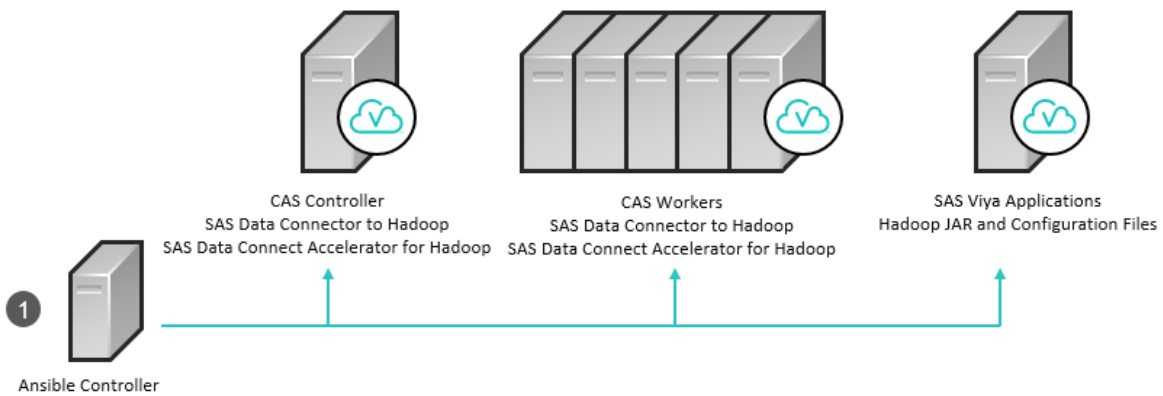 CAS Controller
SAS Data Connector to Hadoop
SAS Data Connect Accelerator for Hadoop
CAS Workers
SAS Data Connector to Hadoop
SAS Data Connect Accelerator for Hadoop
SAS Viya Applications
Hadoop JAR and Configuration Files
1
Ansible Controller